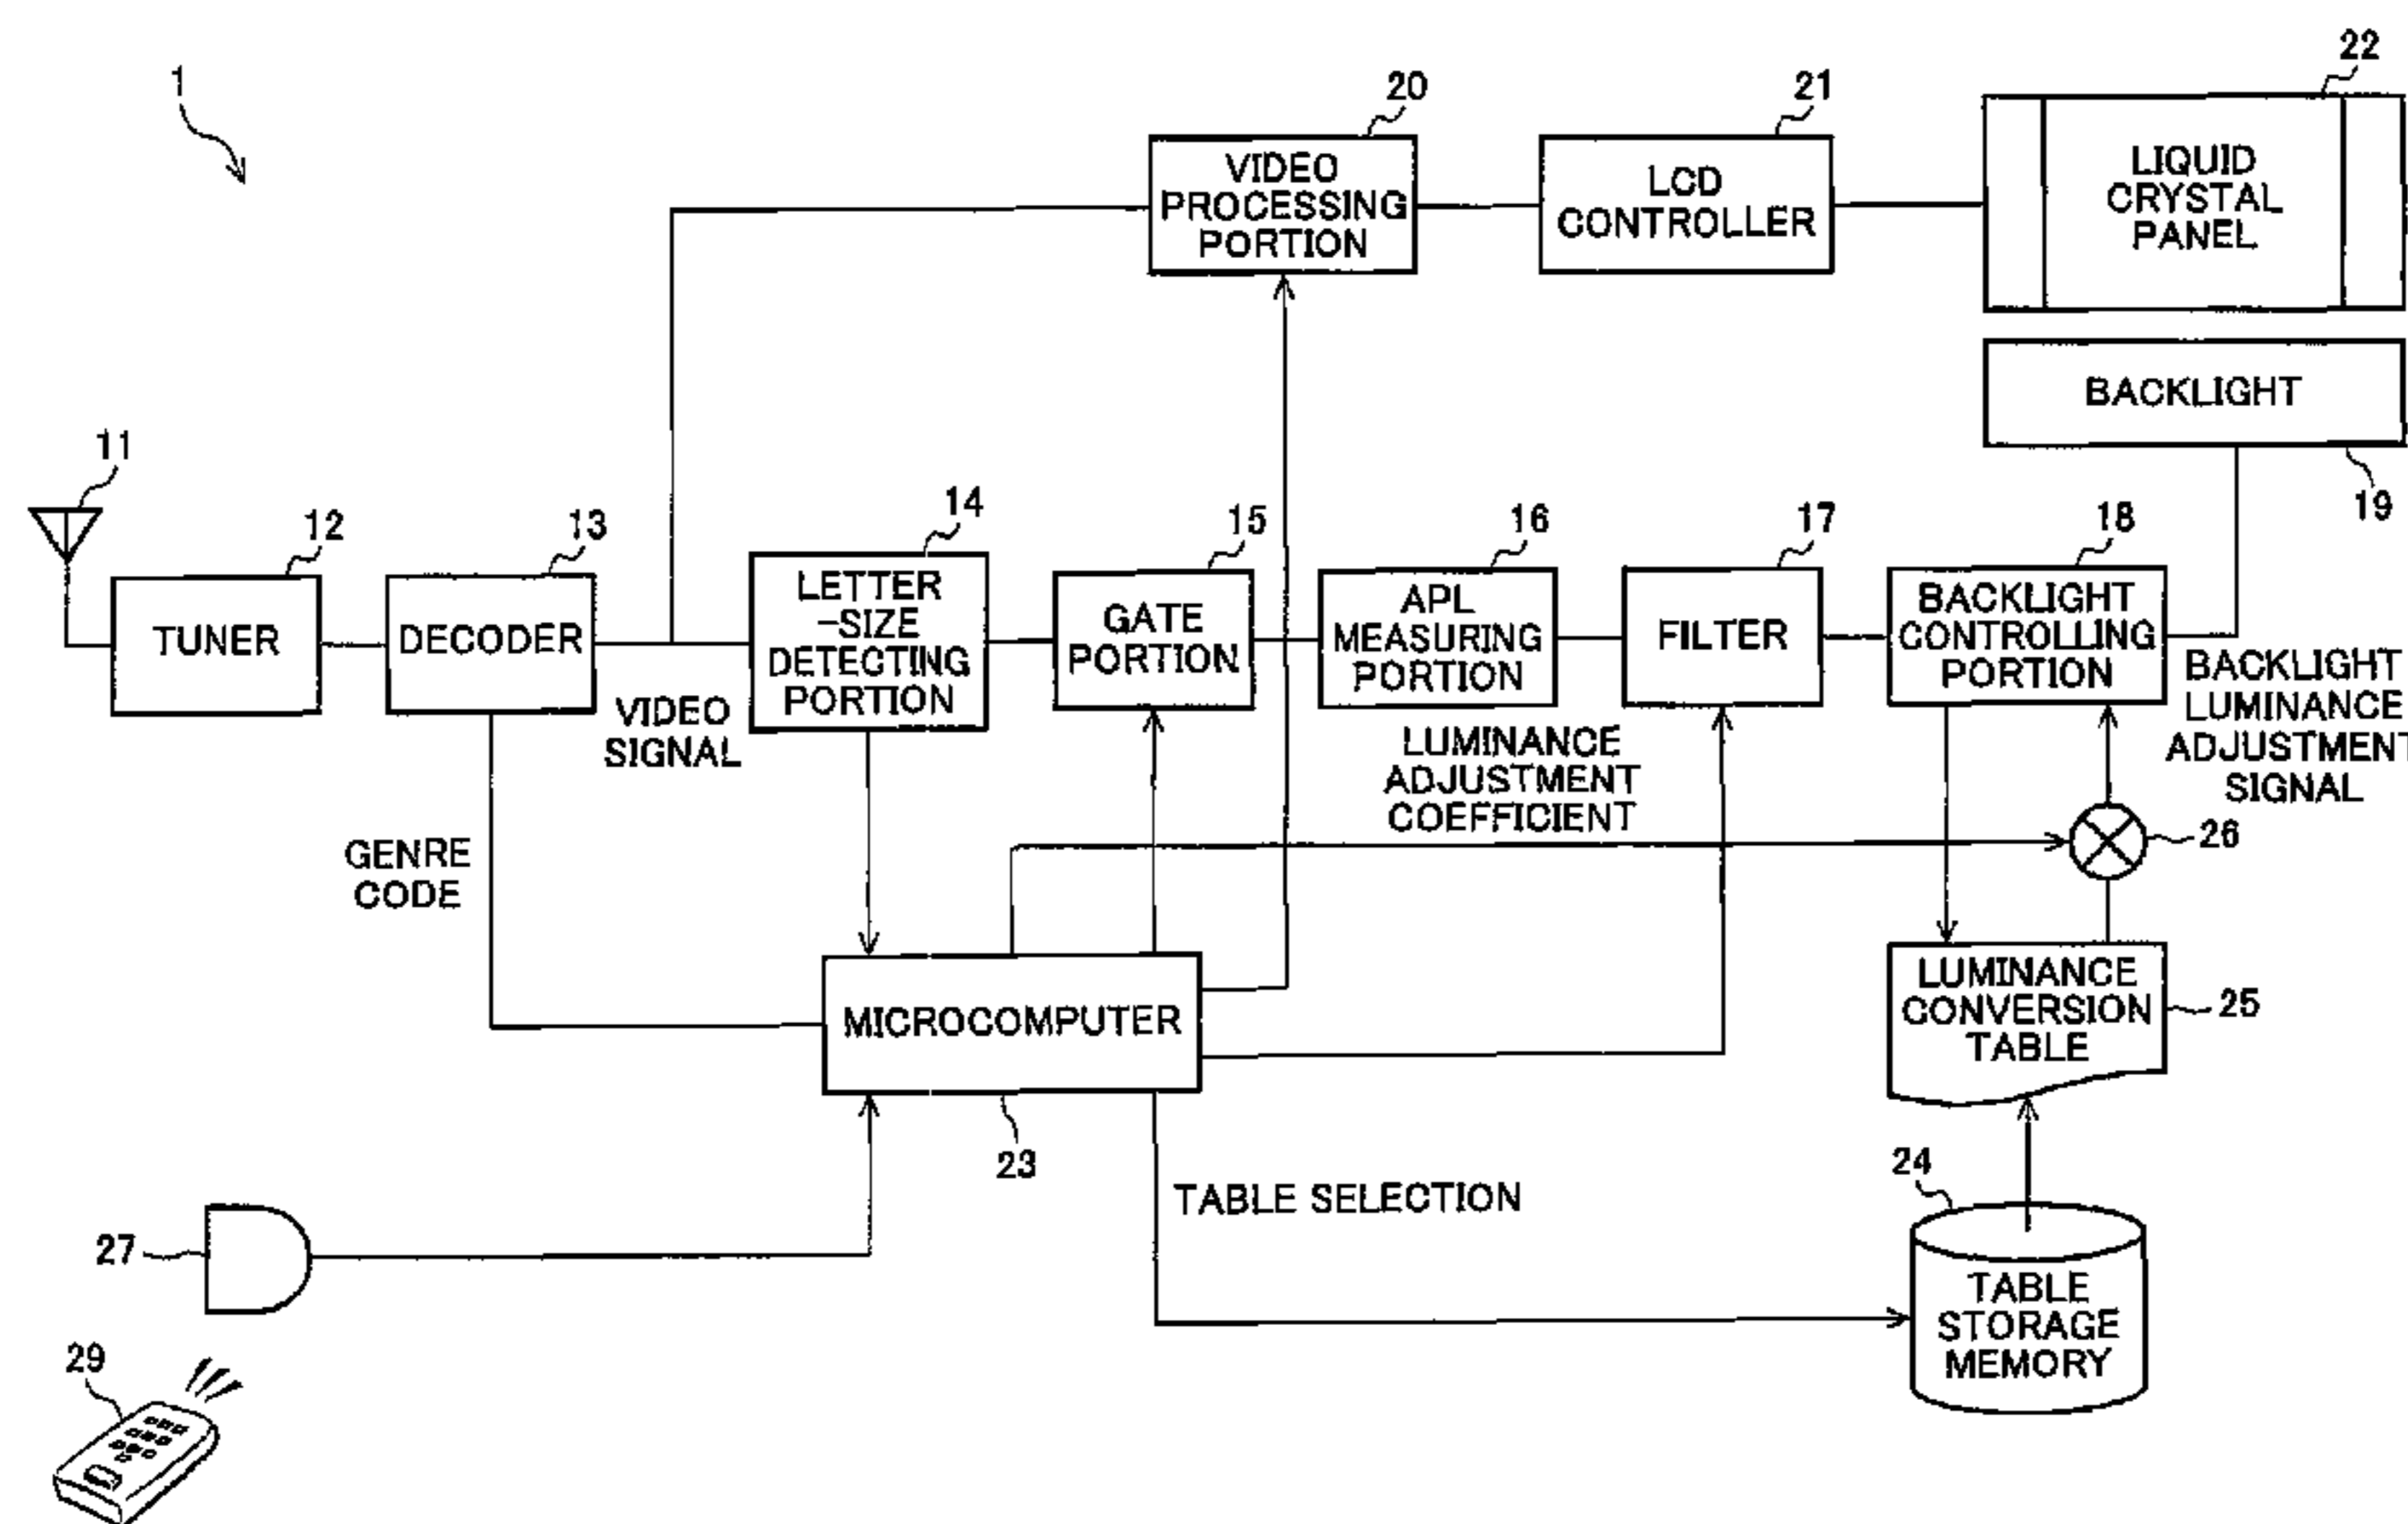 1
22
20
21
VIDEO
PROCESSING
PORTION
LCD
CONTROLLER
LIQUID
CRYSTAL
PANEL
BACKLIGHT
19
11
12
13
14
15
16
17
18
TUNER
DECODER
LETTER
-SIZE
DETECTING
PORTION
GATE
PORTION
APL
MEASURING
PORTION
FILTER
BACKLIGHT
CONTROLLING
PORTION
VIDEO
SIGNAL
LUMINANCE
ADJUSTMENT
COEFFICIENT
BACKLIGHT
LUMINANCE
ADJUSTMENT
SIGNAL
26
GENRE
CODE
MICROCOMPUTER
23
LUMINANCE
CONVERSION
TABLE
25
24
TABLE SELECTION
TABLE
STORAGE
MEMORY
27
29